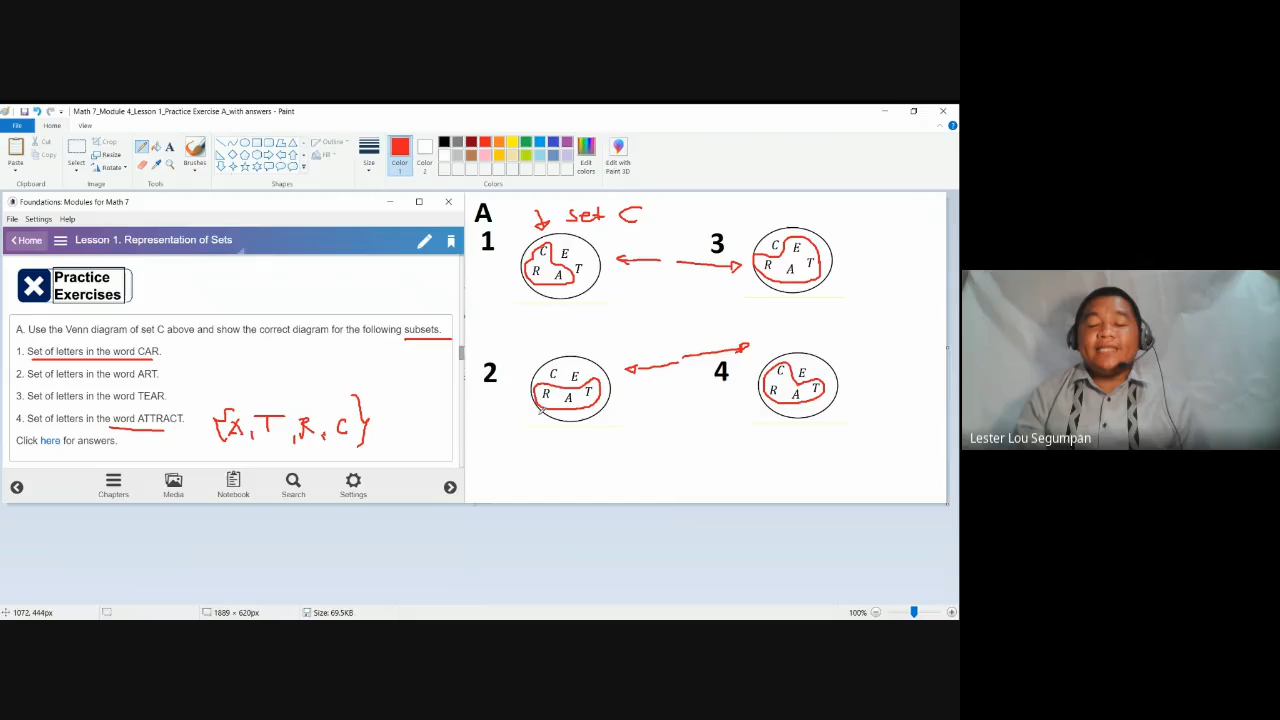 Math 7_Module 4_Lesson 1_Practice Exercise A_with answers - Paint
File Home View
Paste
Cut
Copy
Clipboard
Select
Crop
Resize
Rotate
Image
Tools
Brushes
Shapes
Outline
Fill
Size
Color 1
Color 2
Edit colors
Edit with Paint 3D
Colors
Foundations: Modules for Math 7
File Settings Help
Home Lesson 1. Representation of Sets
Practice Exercises
A. Use the Venn diagram of set C above and show the correct diagram for the following subsets.
1. Set of letters in the word CAR.
2. Set of letters in the word ART.
3. Set of letters in the word TEAR.
4. Set of letters in the word ATTRACT.
Click here for answers.
{A, T, R, C}
Chapters Media Notebook Search Settings
A
set C
1
C E
R A T
3
C E
R A T
2
C E
R A T
4
C E
R A T
1072, 444px
1889 × 620px
Size: 69.5KB
100%
Lester Lou Segumpan